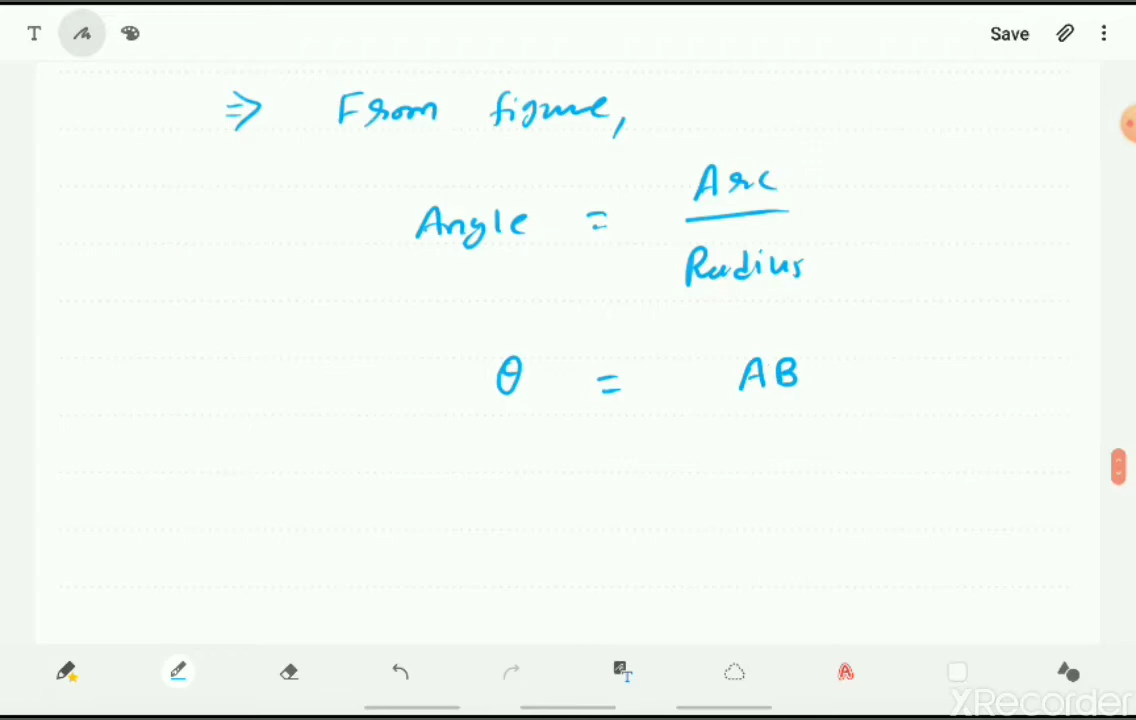 T Save
⇒ From figure,
Arc
Angle = ―
Radius
θ = AB
XRecorder